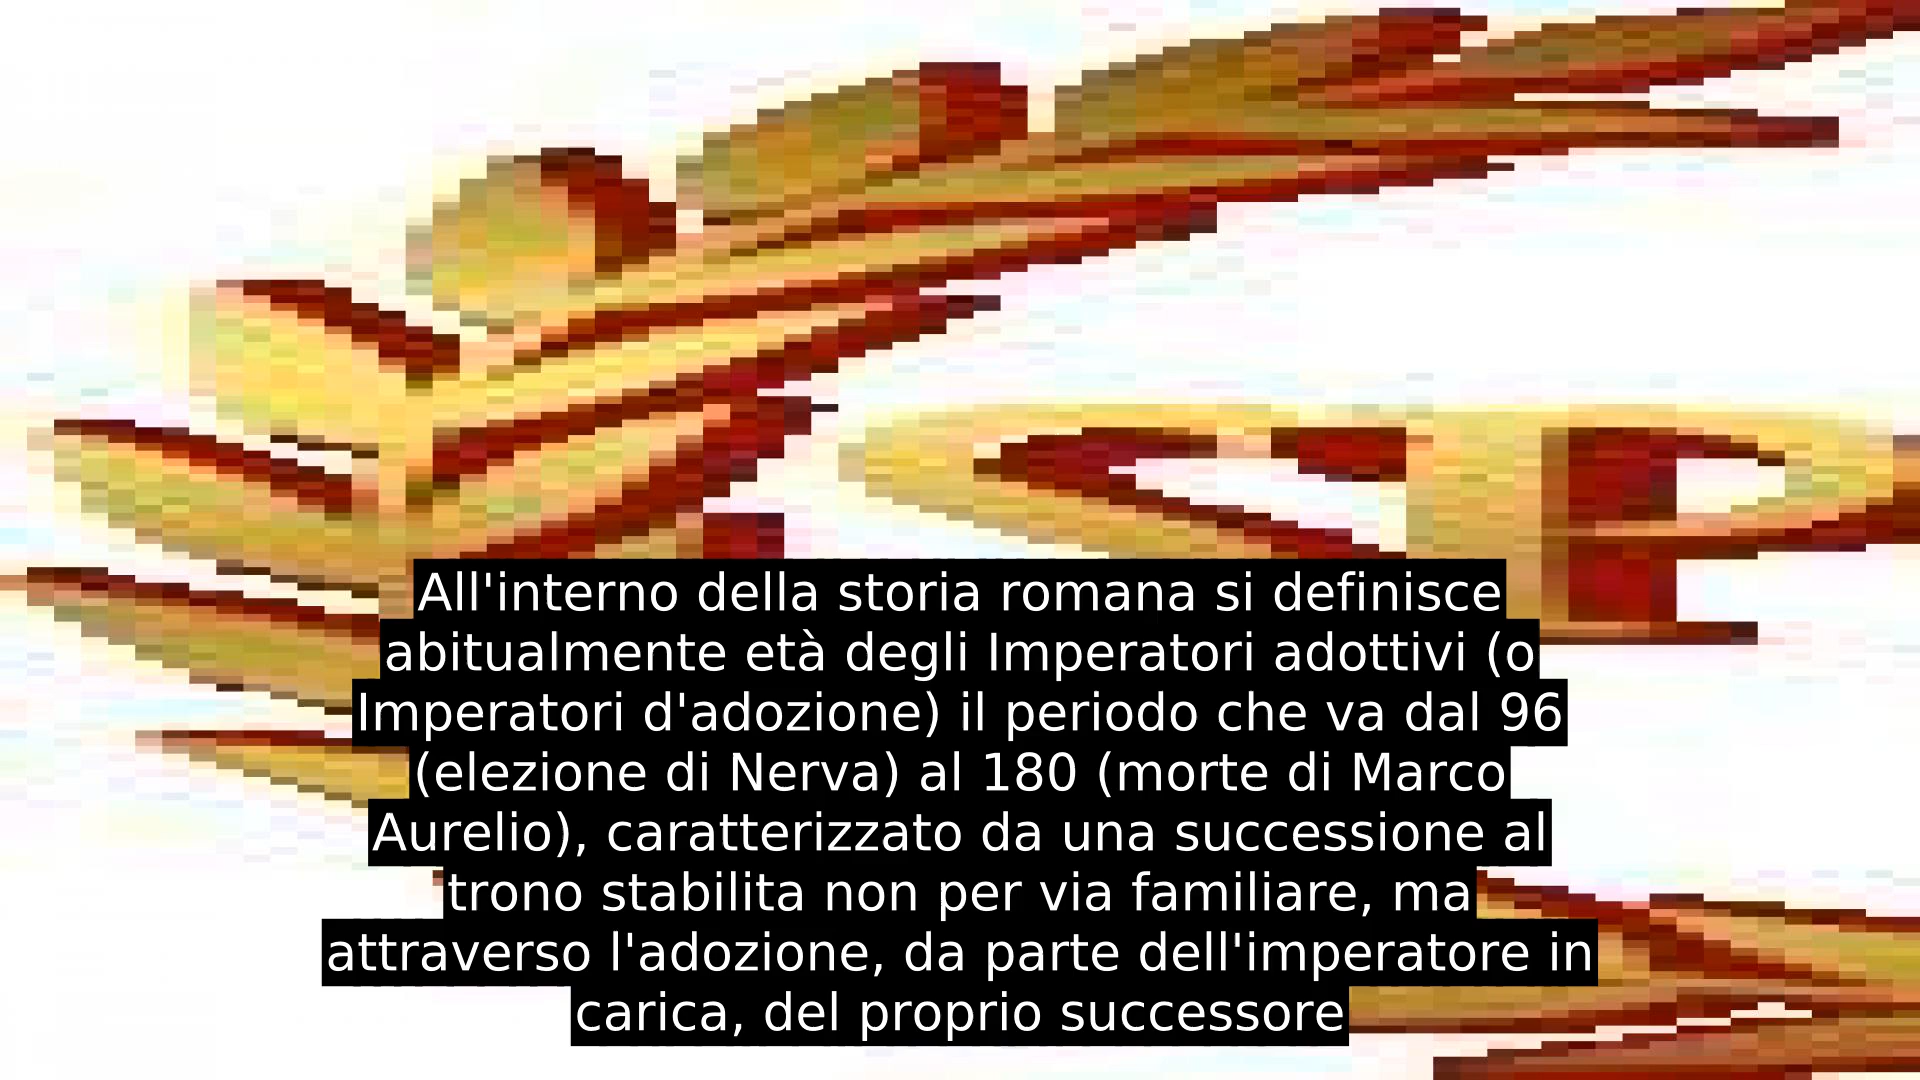 All'interno della storia romana si definisce
abitualmente età degli Imperatori adottivi (o
Imperatori d'adozione) il periodo che va dal 96
(elezione di Nerva) al 180 (morte di Marco
Aurelio), caratterizzato da una successione al
trono stabilita non per via familiare, ma
attraverso l'adozione, da parte dell'imperatore in
carica, del proprio successore